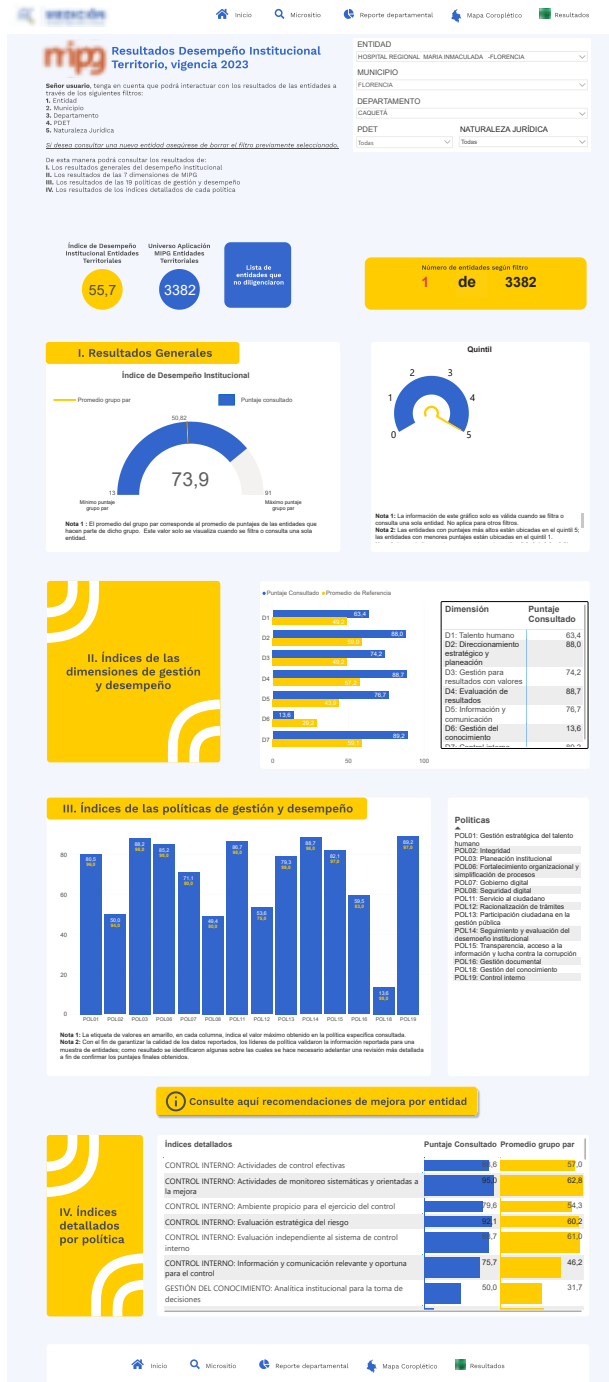 Inicio
Micrositio
Reporte departamental
Mapa Coroplético
Resultados
mipg
Resultados Desempeño Institucional
Territorio, vigencia 2023
Señor usuario, tenga en cuenta que podrá interactuar con los resultados de las entidades a
través de los siguientes filtros:
1. Entidad
2. Municipio
3. Departamento
4. PDET
5. Naturaleza Jurídica
Si desea consultar una nueva entidad asegúrese de borrar el filtro previamente seleccionado.
De esta manera podrá consultar los resultados de:
I. Los resultados generales del desempeño institucional
II. Los resultados de las 7 dimensiones de MIPG
III. Los resultados de las 19 políticas de gestión y desempeño
IV. Los resultados de los índices detallados de cada política
ENTIDAD
HOSPITAL REGIONAL MARIA INMACULADA -FLORENCIA
MUNICIPIO
FLORENCIA
DEPARTAMENTO
CAQUETÁ
PDET
Todas
NATURALEZA JURÍDICA
Todas
Índice de Desempeño
Institucional Entidades
Territoriales
55,7
Universo Aplicación
MIPG Entidades
Territoriales
3382
Lista de
entidades que
no diligenciaron
Número de entidades según filtro
1 de 3382
I. Resultados Generales
Índice de Desempeño Institucional
Promedio grupo par
Puntaje consultado
50,82
73,9
13
91
Mínimo puntaje
grupo par
Máximo puntaje
grupo par
Nota 1 : El promedio del grupo par corresponde al promedio de puntajes de las entidades que
hacen parte de dicho grupo. Este valor solo se visualiza cuando se filtra o consulta una sola
entidad.
Quintil
0
1
2
3
4
5
Nota 1: La información de este gráfico solo es válida cuando se filtra o
consulta una sola entidad. No aplica para otros filtros.
Nota 2: Las entidades con puntajes más altos están ubicadas en el quintil 5;
las entidades con menores puntajes están ubicadas en el quintil 1.
II. Índices de las
dimensiones de gestión
y desempeño
Puntaje Consultado
Promedio de Referencia
D1
63,4
D2
88,0
D3
74,2
D4
88,7
D5
76,7
D6
13,6
D7
89,2
0
50
100
Dimensión
Puntaje
Consultado
D1: Talento humano 63,4
D2: Direccionamiento 88,0
estratégico y
planeación
D3: Gestión para 74,2
resultados con valores
D4: Evaluación de 88,7
resultados
D5: Información y 76,7
comunicación
D6: Gestión del 13,6
conocimiento
D7: Control interno 89,2
III. Índices de las políticas de gestión y desempeño
80
60
40
20
0
80,5
50,0
88,2
85,2
71,1
49,4
86,7
53,6
79,3
88,7
82,1
59,5
13,6
89,2
POL01
POL02
POL03
POL06
POL07
POL08
POL11
POL12
POL13
POL14
POL15
POL16
POL18
POL19
Nota 1: La etiqueta de valores en amarillo, en cada columna, indica el valor máximo obtenido en la política específica consultada.
Nota 2: Con el fin de garantizar la calidad de los datos reportados, los líderes de política validaron la información reportada para una
muestra de entidades; como resultado se identificaron algunas sobre las cuales se hace necesario adelantar una revisión más detallada
a fin de confirmar los puntajes finales obtenidos.
Políticas
POL01: Gestión estratégica del talento
humano
POL02: Integridad
POL03: Planeación institucional
POL06: Fortalecimiento organizacional y
simplificación de procesos
POL07: Gobierno digital
POL08: Seguridad digital
POL11: Servicio al ciudadano
POL12: Racionalización de trámites
POL13: Participación ciudadana en la
gestión pública
POL14: Seguimiento y evaluación del
desempeño institucional
POL15: Transparencia, acceso a la
información y lucha contra la corrupción
POL16: Gestión documental
POL18: Gestión del conocimiento
POL19: Control interno
Consulte aquí recomendaciones de mejora por entidad
IV. Índices
detallados
por política
Índices detallados
Puntaje Consultado
Promedio grupo par
CONTROL INTERNO: Actividades de control efectivas 57,0
CONTROL INTERNO: Actividades de monitoreo sistemáticas y orientadas a 95,0 62,8
la mejora
CONTROL INTERNO: Ambiente propicio para el ejercicio del control 79,6 54,3
CONTROL INTERNO: Evaluación estratégica del riesgo 92,1 60,2
CONTROL INTERNO: Evaluación independiente al sistema de control 61,0
interno
CONTROL INTERNO: Información y comunicación relevante y oportuna 75,7 46,2
para el control
GESTIÓN DEL CONOCIMIENTO: Analítica institucional para la toma de 50,0 31,7
decisiones
Inicio
Micrositio
Reporte departamental
Mapa Coroplético
Resultados